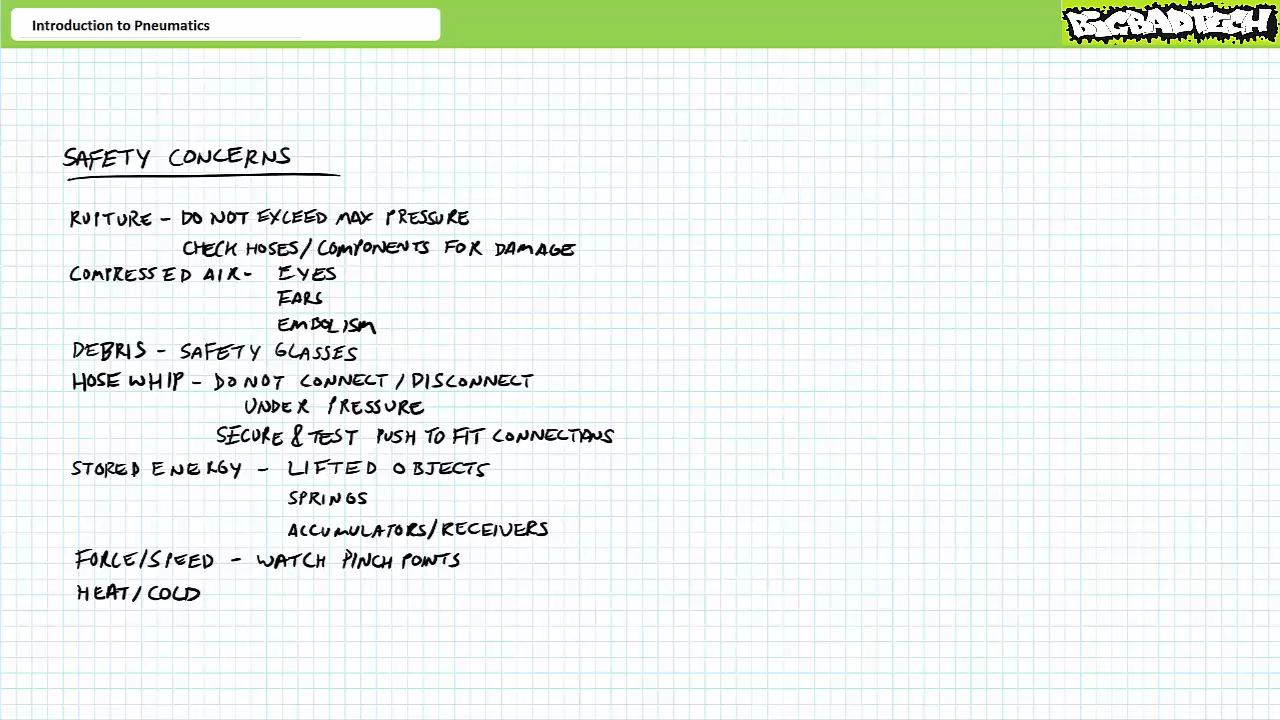 Introduction to Pneumatics
BIGBADTECH
SAFETY CONCERNS
RUPTURE - DO NOT EXCEED MAX PRESSURE
CHECK HOSES/COMPONENTS FOR DAMAGE
COMPRESSED AIR - EYES
EARS
EMBOLISM
DEBRIS - SAFETY GLASSES
HOSE WHIP - DO NOT CONNECT / DISCONNECT
UNDER PRESSURE
SECURE & TEST PUSH TO FIT CONNECTIONS
STORED ENERGY - LIFTED OBJECTS
SPRINGS
ACCUMULATORS/RECEIVERS
FORCE/SPEED - WATCH PINCH POINTS
HEAT/COLD